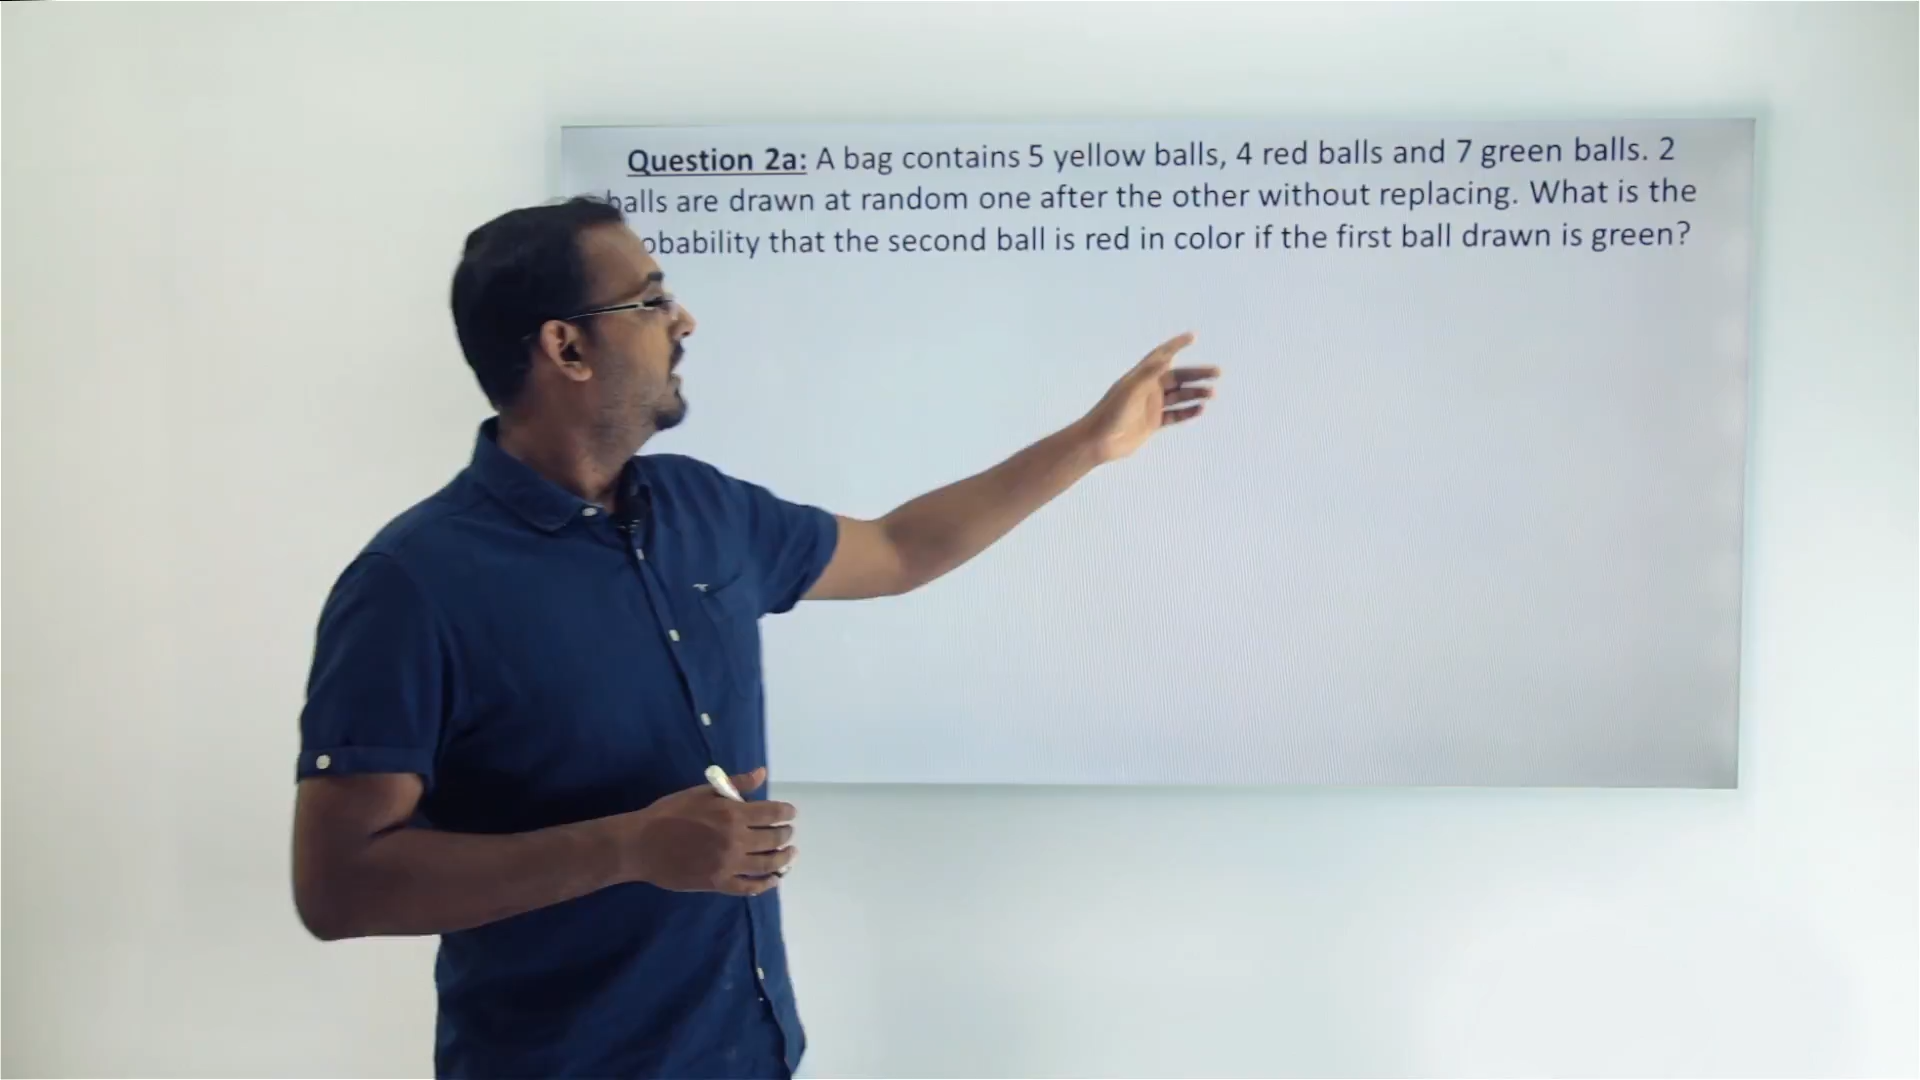 Question 2a: A bag contains 5 yellow balls, 4 red balls and 7 green balls. 2
balls are drawn at random one after the other without replacing. What is the
that the second ball is red in color if the first ball drawn is green?